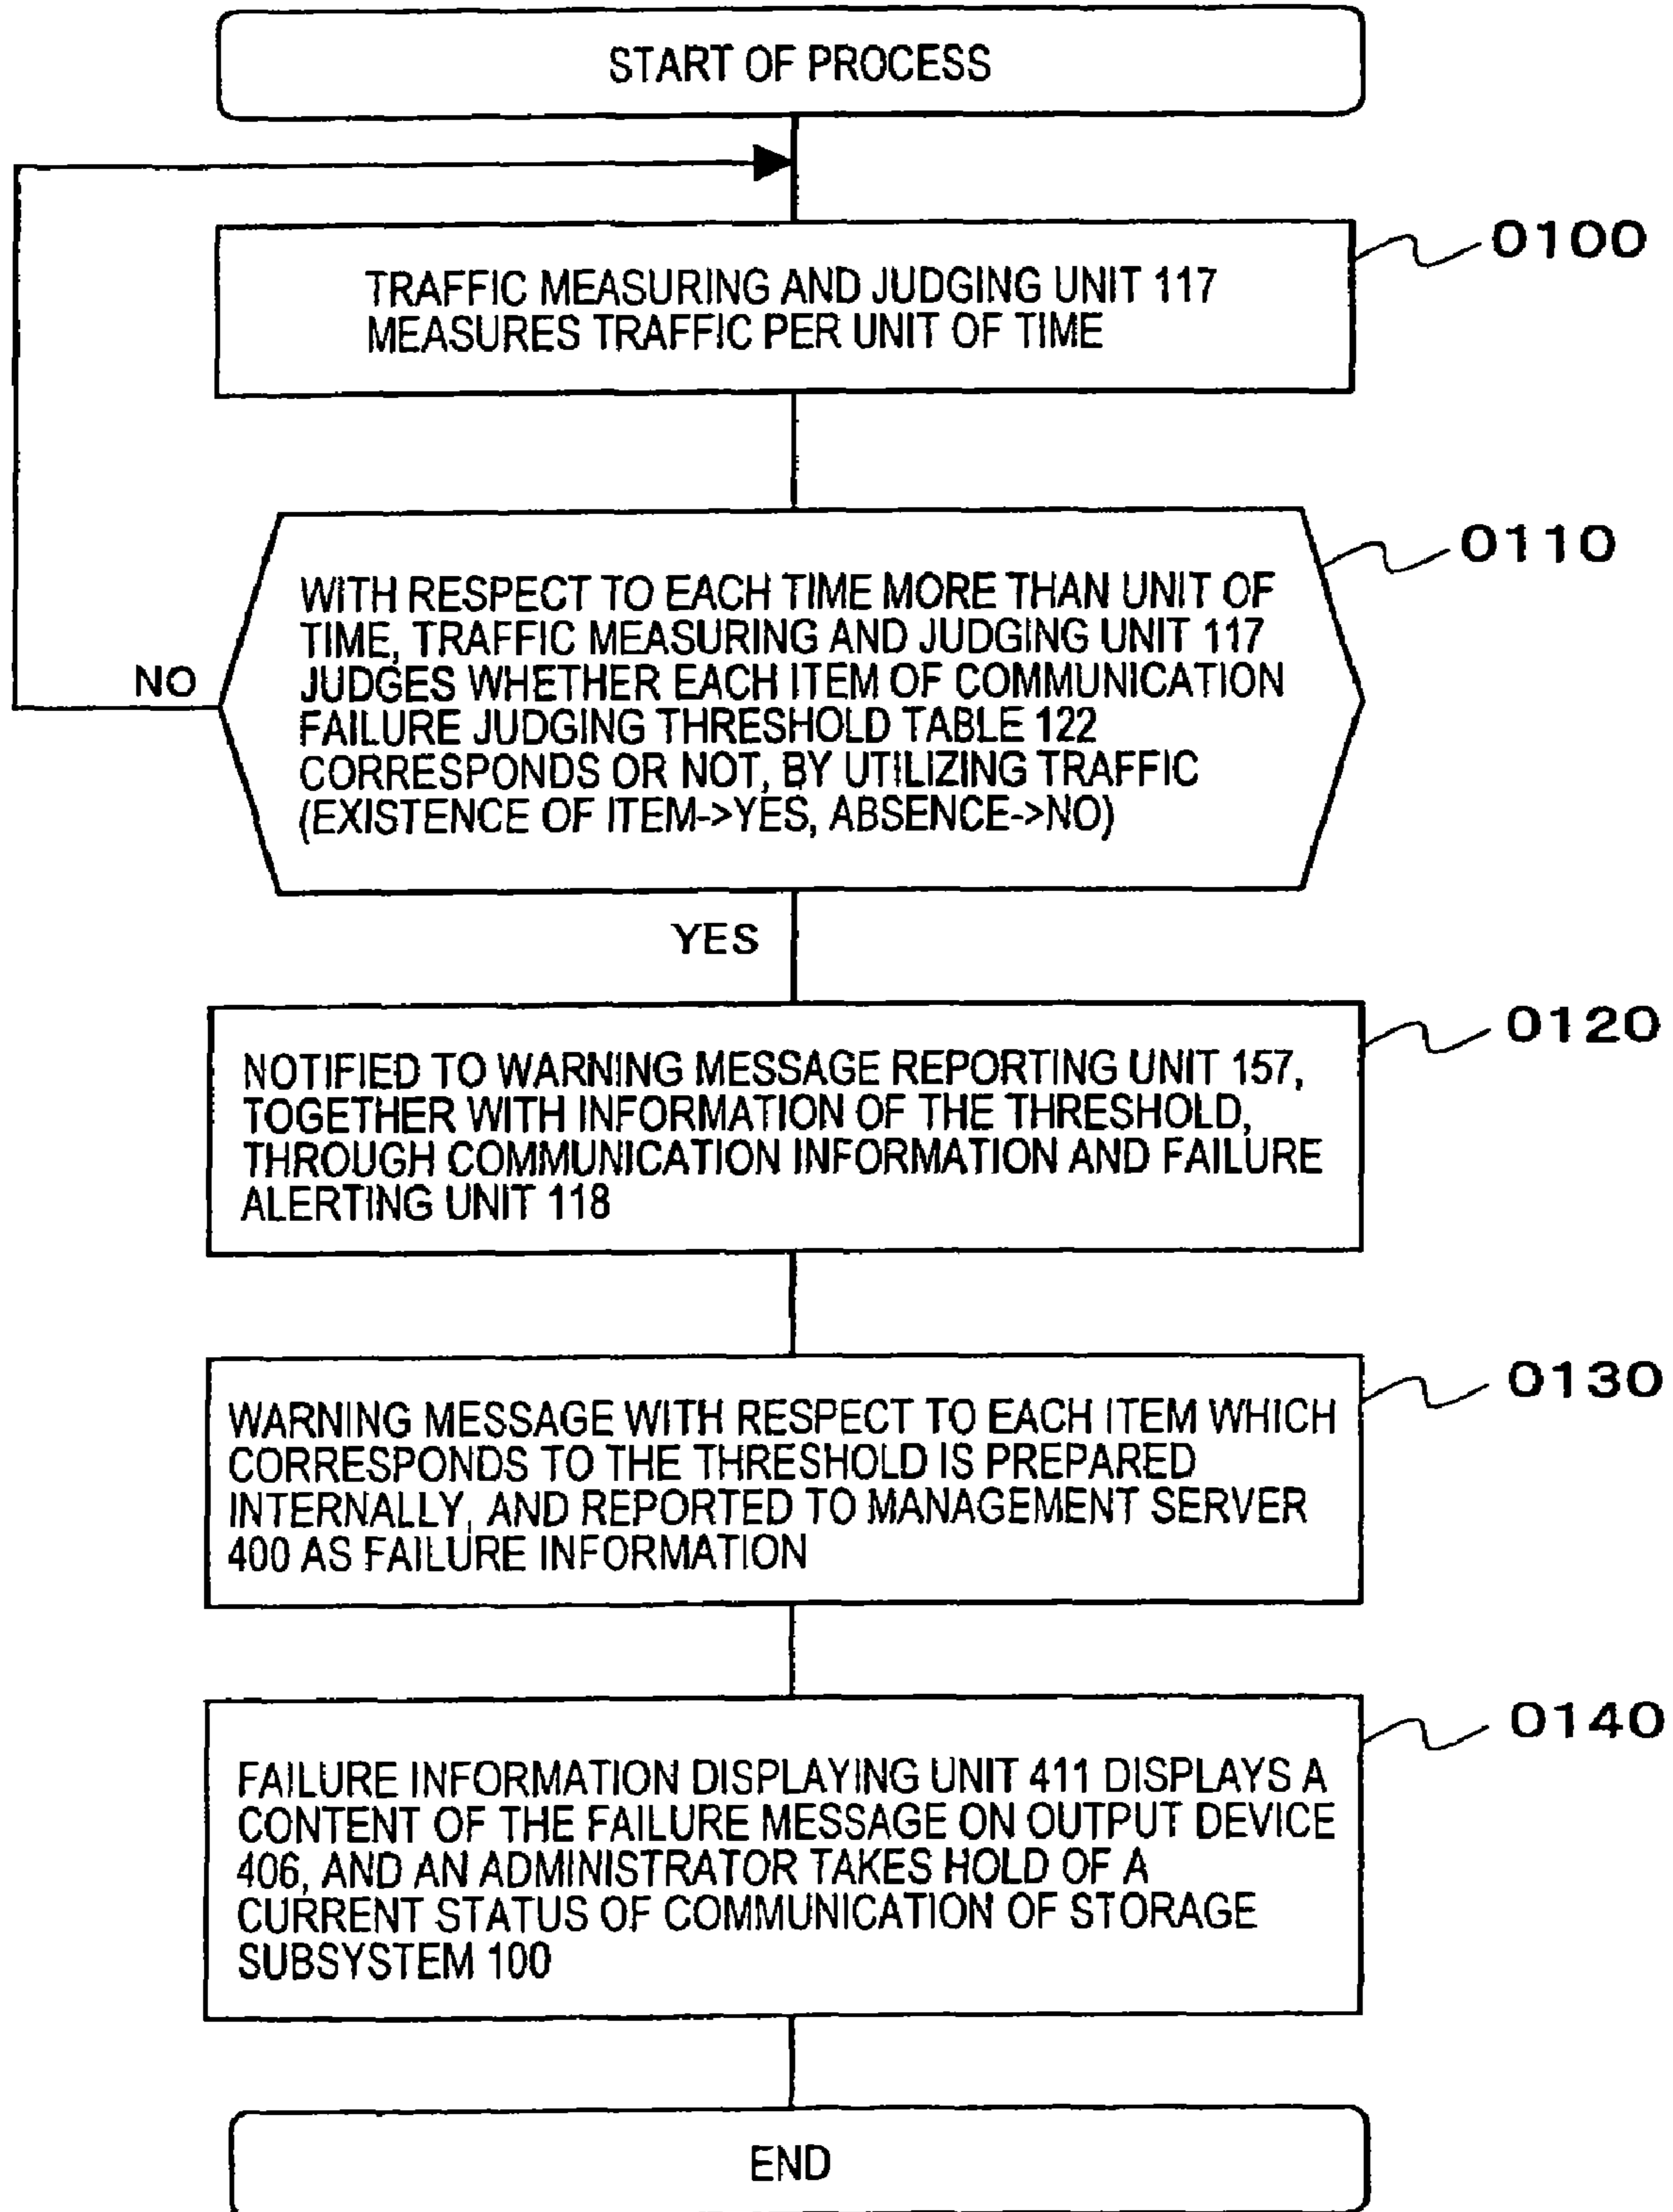 START OF PROCESS
0100
TRAFFIC MEASURING AND JUDGING UNIT 117
MEASURES TRAFFIC PER UNIT OF TIME
0110
WITH RESPECT TO EACH TIME MORE THAN UNIT OF
TIME, TRAFFIC MEASURING AND JUDGING UNIT 117
JUDGES WHETHER EACH ITEM OF COMMUNICATION
FAILURE JUDGING THRESHOLD TABLE 122
CORRESPONDS OR NOT, BY UTILIZING TRAFFIC
(EXISTENCE OF ITEM->YES, ABSENCE->NO)
NO
YES
0120
NOTIFIED TO WARNING MESSAGE REPORTING UNIT 157,
TOGETHER WITH INFORMATION OF THE THRESHOLD,
THROUGH COMMUNICATION INFORMATION AND FAILURE
ALERTING UNIT 118
0130
WARNING MESSAGE WITH RESPECT TO EACH ITEM WHICH
CORRESPONDS TO THE THRESHOLD IS PREPARED
INTERNALLY, AND REPORTED TO MANAGEMENT SERVER
400 AS FAILURE INFORMATION
0140
FAILURE INFORMATION DISPLAYING UNIT 411 DISPLAYS A
CONTENT OF THE FAILURE MESSAGE ON OUTPUT DEVICE
406, AND AN ADMINISTRATOR TAKES HOLD OF A
CURRENT STATUS OF COMMUNICATION OF STORAGE
SUBSYSTEM 100
END